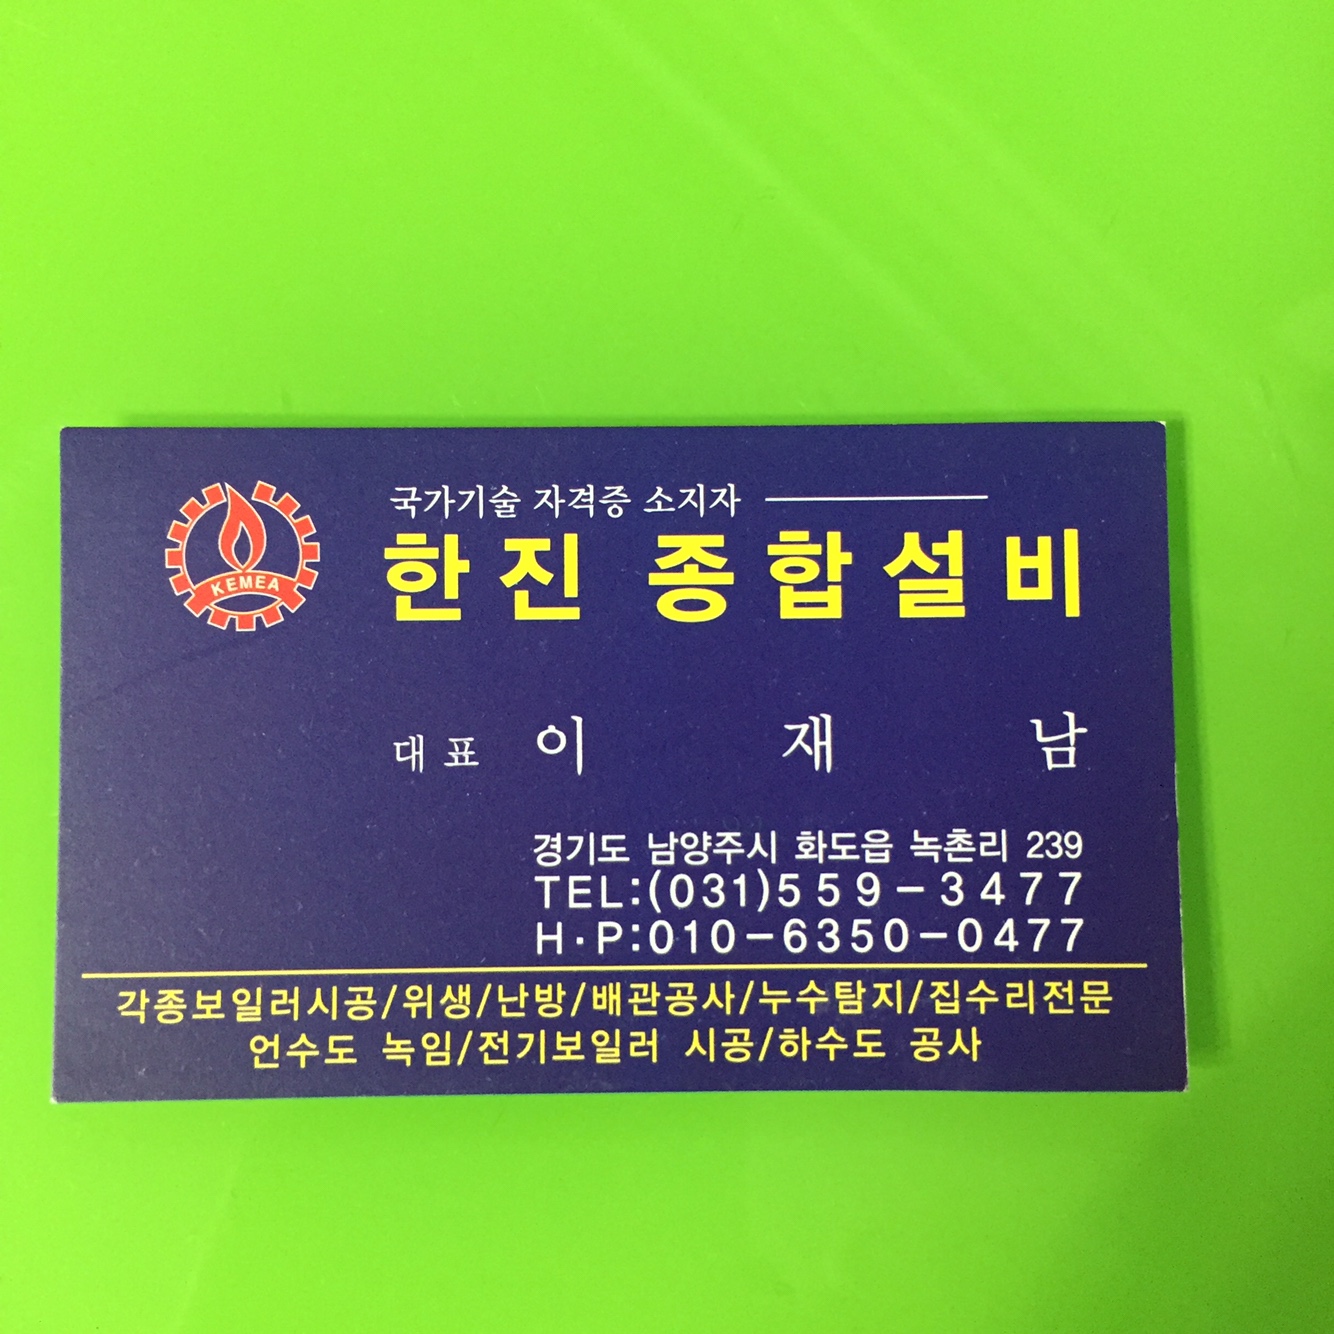 KEMEA
국가기술 자격증 소지자
한진 종합설비
대표 이재남
경기도 남양주시 화도읍 녹촌리 239
TEL:(031)559-3477
H·P:010-6350-0477
각종보일러시공/위생/난방/배관공사/누수탐지/집수리전문
언수도 녹임/전기보일러 시공/하수도 공사